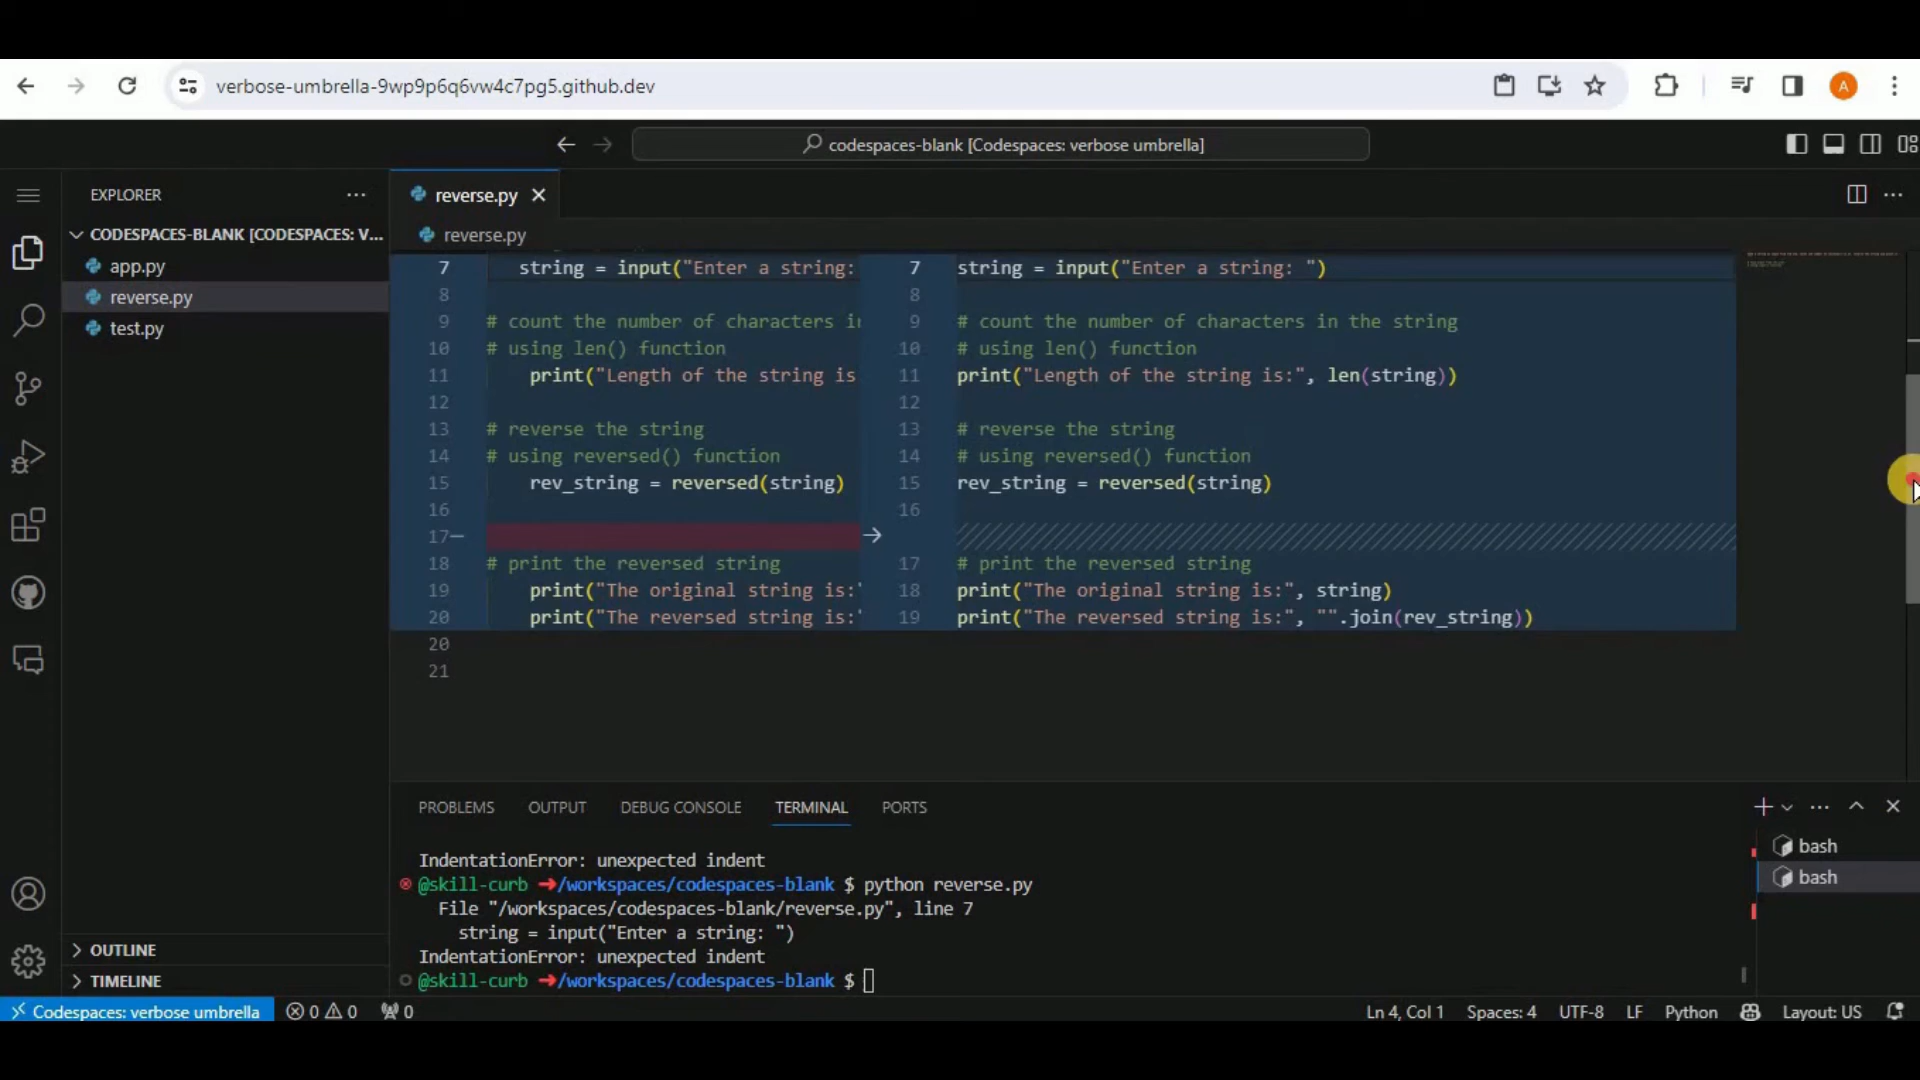 verbose-umbrella-9wp9p6q6vw4c7pg5.github.dev
A
codespaces-blank [Codespaces: verbose umbrella]
EXPLORER
reverse.py
CODESPACES-BLANK [CODESPACES: V...
reverse.py
app.py
reverse.py
test.py
7 string = input("Enter a string:
8
9 # count the number of characters i
10 # using len() function
11 print("Length of the string is
12
13 # reverse the string
14 # using reversed() function
15 rev_string = reversed(string)
16
17—
18 # print the reversed string
19 print("The original string is:"
20 print("The reversed string is:"
20
21
7 string = input("Enter a string: ")
8
9 # count the number of characters in the string
10 # using len() function
11 print("Length of the string is:", len(string))
12
13 # reverse the string
14 # using reversed() function
15 rev_string = reversed(string)
16
17 # print the reversed string
18 print("The original string is:", string)
19 print("The reversed string is:", "".join(rev_string))
PROBLEMS OUTPUT DEBUG CONSOLE TERMINAL PORTS
IndentationError: unexpected indent
@skill-curb ➜/workspaces/codespaces-blank $ python reverse.py
File "/workspaces/codespaces-blank/reverse.py", line 7
string = input("Enter a string: ")
IndentationError: unexpected indent
@skill-curb ➜/workspaces/codespaces-blank $
bash
bash
OUTLINE
TIMELINE
Codespaces: verbose umbrella 0 0 0 Ln 4, Col 1 Spaces: 4 UTF-8 LF Python Layout: US